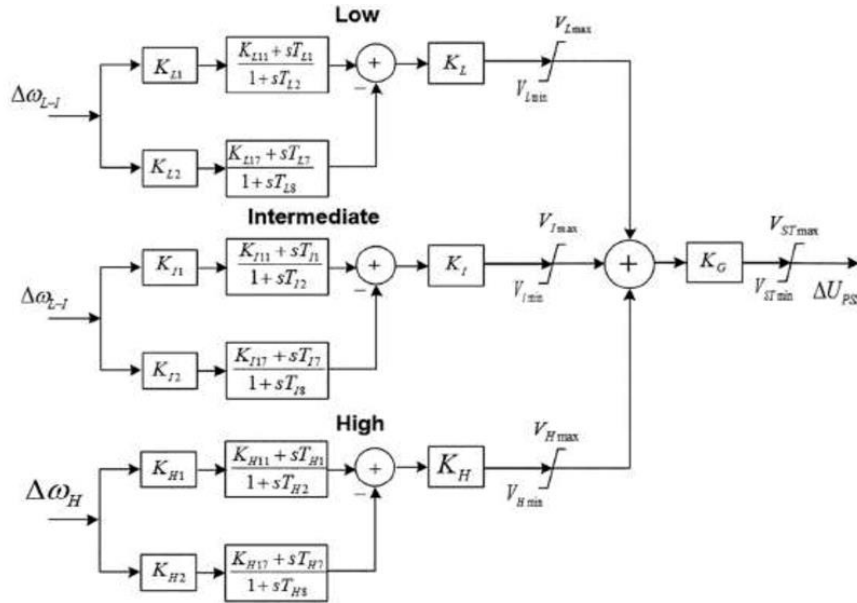 Low
V_{Lmax}
K_{L1}
K_{L11} + sT_{L1}
1 + sT_{L2}
+
−
K_L
V_{Lmin}
Δω_{L-I}
K_{L2}
K_{L17} + sT_{L7}
1 + sT_{L8}
Intermediate
V_{Imax}
K_{I1}
K_{I11} + sT_{I1}
1 + sT_{I2}
+
−
K_I
V_{Imin}
Δω_{L-I}
K_{I2}
K_{I17} + sT_{I7}
1 + sT_{I8}
+
K_G
V_{STmax}
V_{STmin}
ΔU_{PS}
High
V_{Hmax}
K_{H1}
K_{H11} + sT_{H1}
1 + sT_{H2}
+
−
K_H
V_{Hmin}
Δω_H
K_{H2}
K_{H17} + sT_{H7}
1 + sT_{H8}